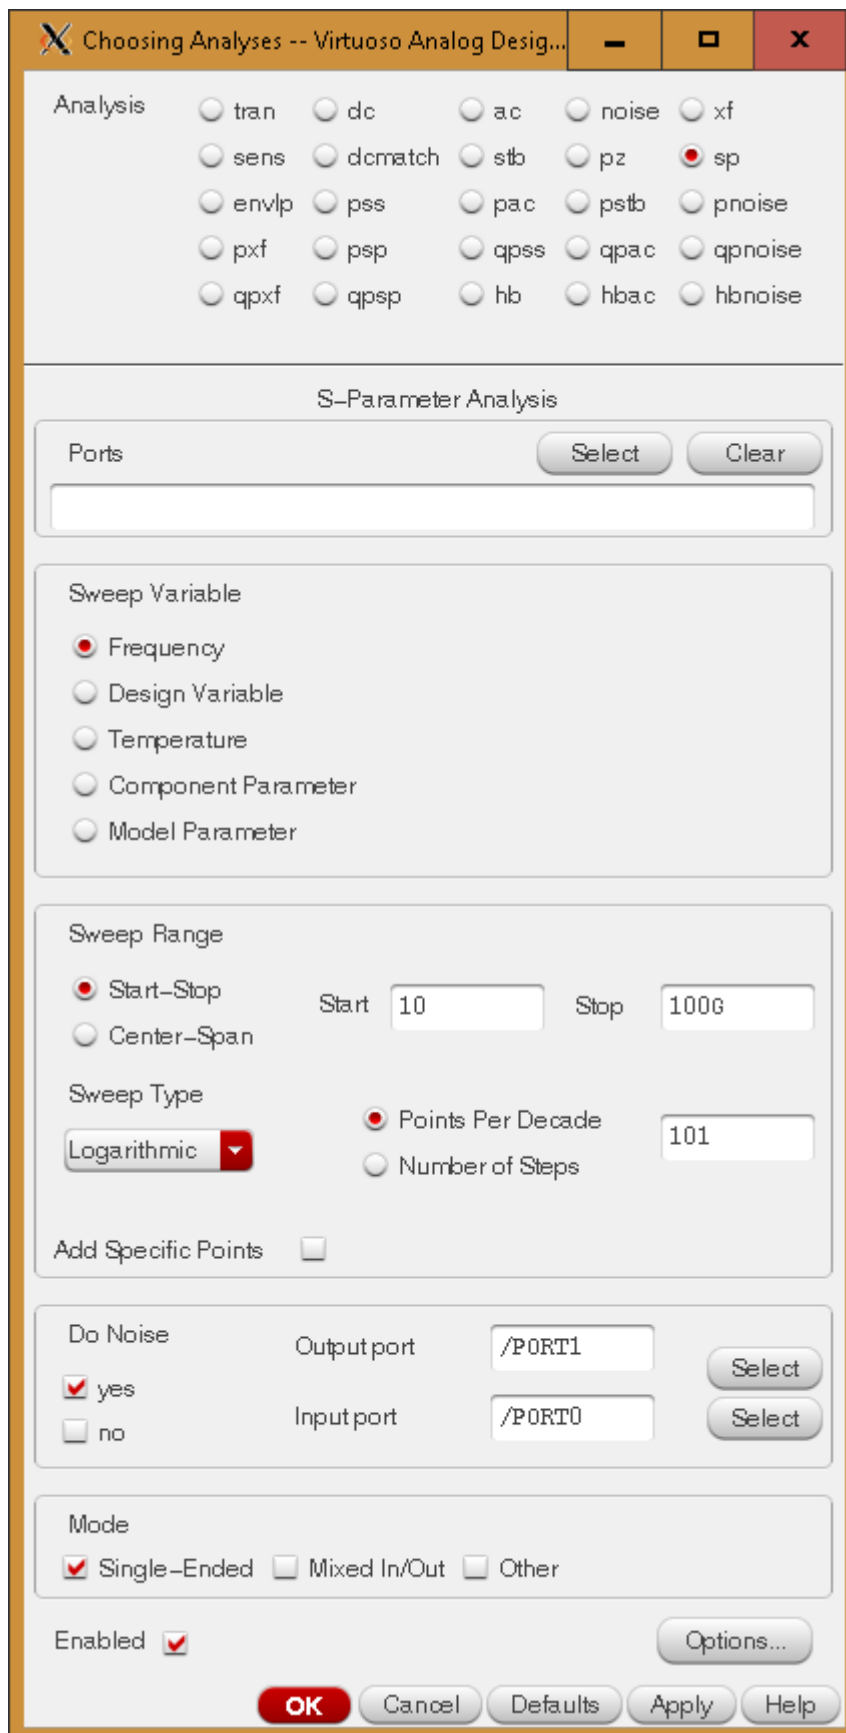 Choosing Analyses -- Virtuoso Analog Desig...
Analysis tran dc ac noise xf
sens dcmatch stb pz sp
envlp pss pac pstb pnoise
pxf psp qpss qpac qpnoise
qpxf qpsp hb hbac hbnoise
S-Parameter Analysis
Ports Select Clear
Sweep Variable
Frequency
Design Variable
Temperature
Component Parameter
Model Parameter
Sweep Range
Start-Stop Start 10 Stop 100G
Center-Span
Sweep Type
Logarithmic Points Per Decade 101
Number of Steps
Add Specific Points
Do Noise Output port /PORT1 Select
yes
Input port /PORT0 Select
no
Mode
Single-Ended Mixed In/Out Other
Enabled Options...
OK Cancel Defaults Apply Help